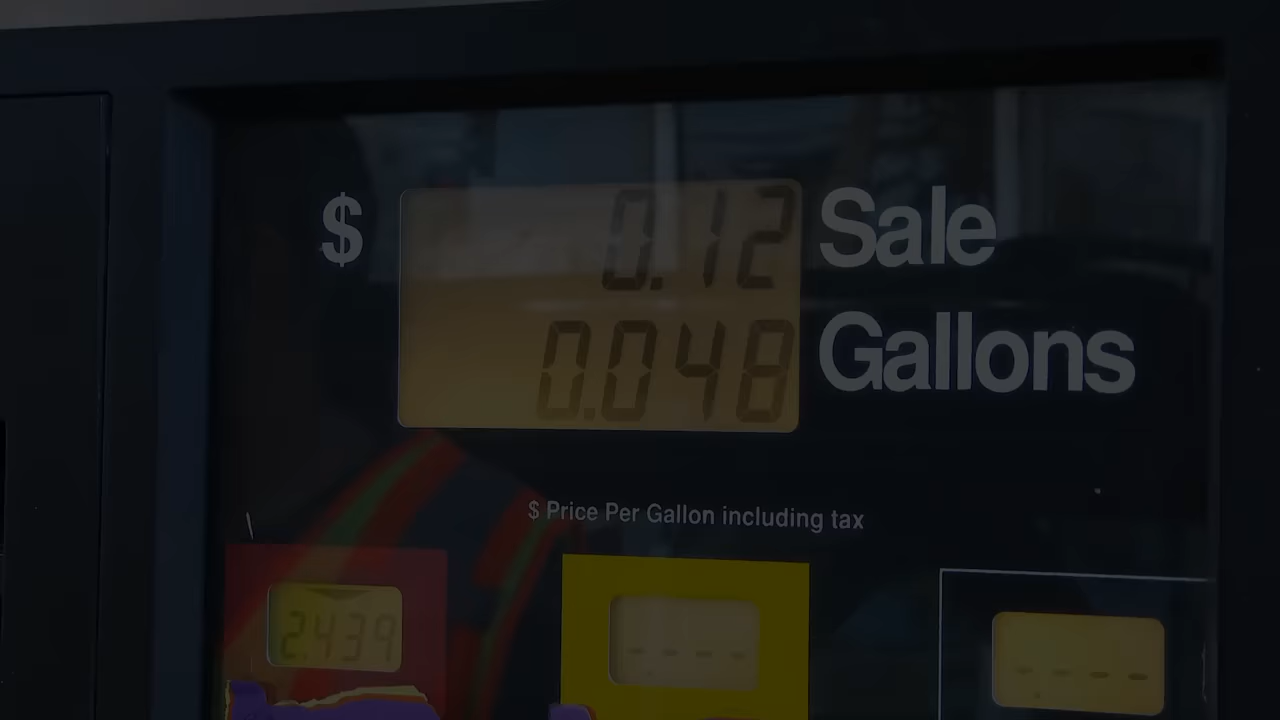 $ 0.12 Sale
0.048 Gallons
$ Price Per Gallon including tax
2.439 ---- ----